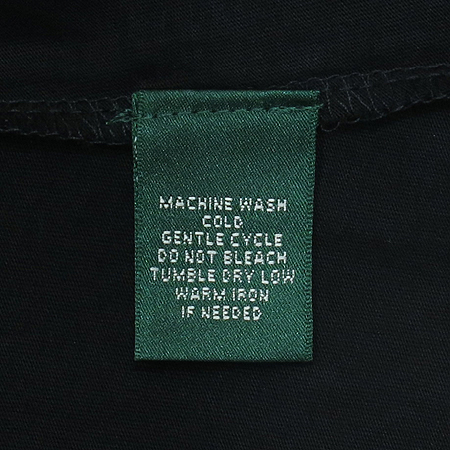 MACHINE WASH
COLD
GENTLE CYCLE
DO NOT BLEACH
TUMBLE DRY LOW
WARM IRON
IF NEEDED